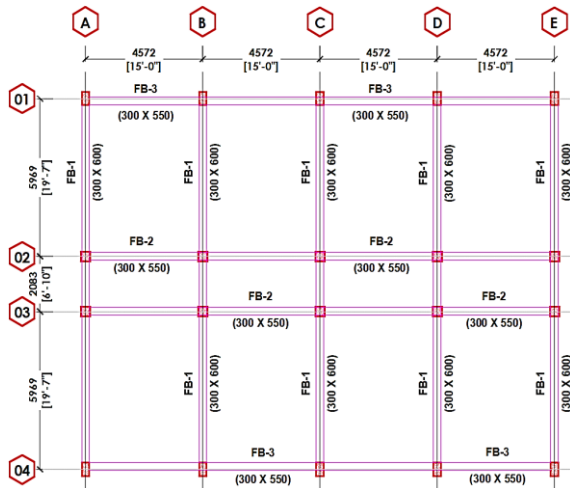 A B C D E
4572 4572 4572 4572
[15'-0"] [15'-0"] [15'-0"] [15'-0"]
FB-3 FB-3
01
(300 X 550) (300 X 550)
5969
[19'-7"]
FB-1
(300 X 600)
FB-1
(300 X 600)
FB-1
(300 X 600)
FB-1
(300 X 600)
FB-1
(300 X 600)
FB-2 FB-2
02
(300 X 550) (300 X 550)
2083
[6'-10"]
FB-2 FB-2
03
(300 X 550) (300 X 550)
5969
[19'-7"]
FB-1
(300 X 600)
FB-1
(300 X 600)
FB-1
(300 X 600)
FB-1
(300 X 600)
FB-3 FB-3
04
(300 X 550) (300 X 550)